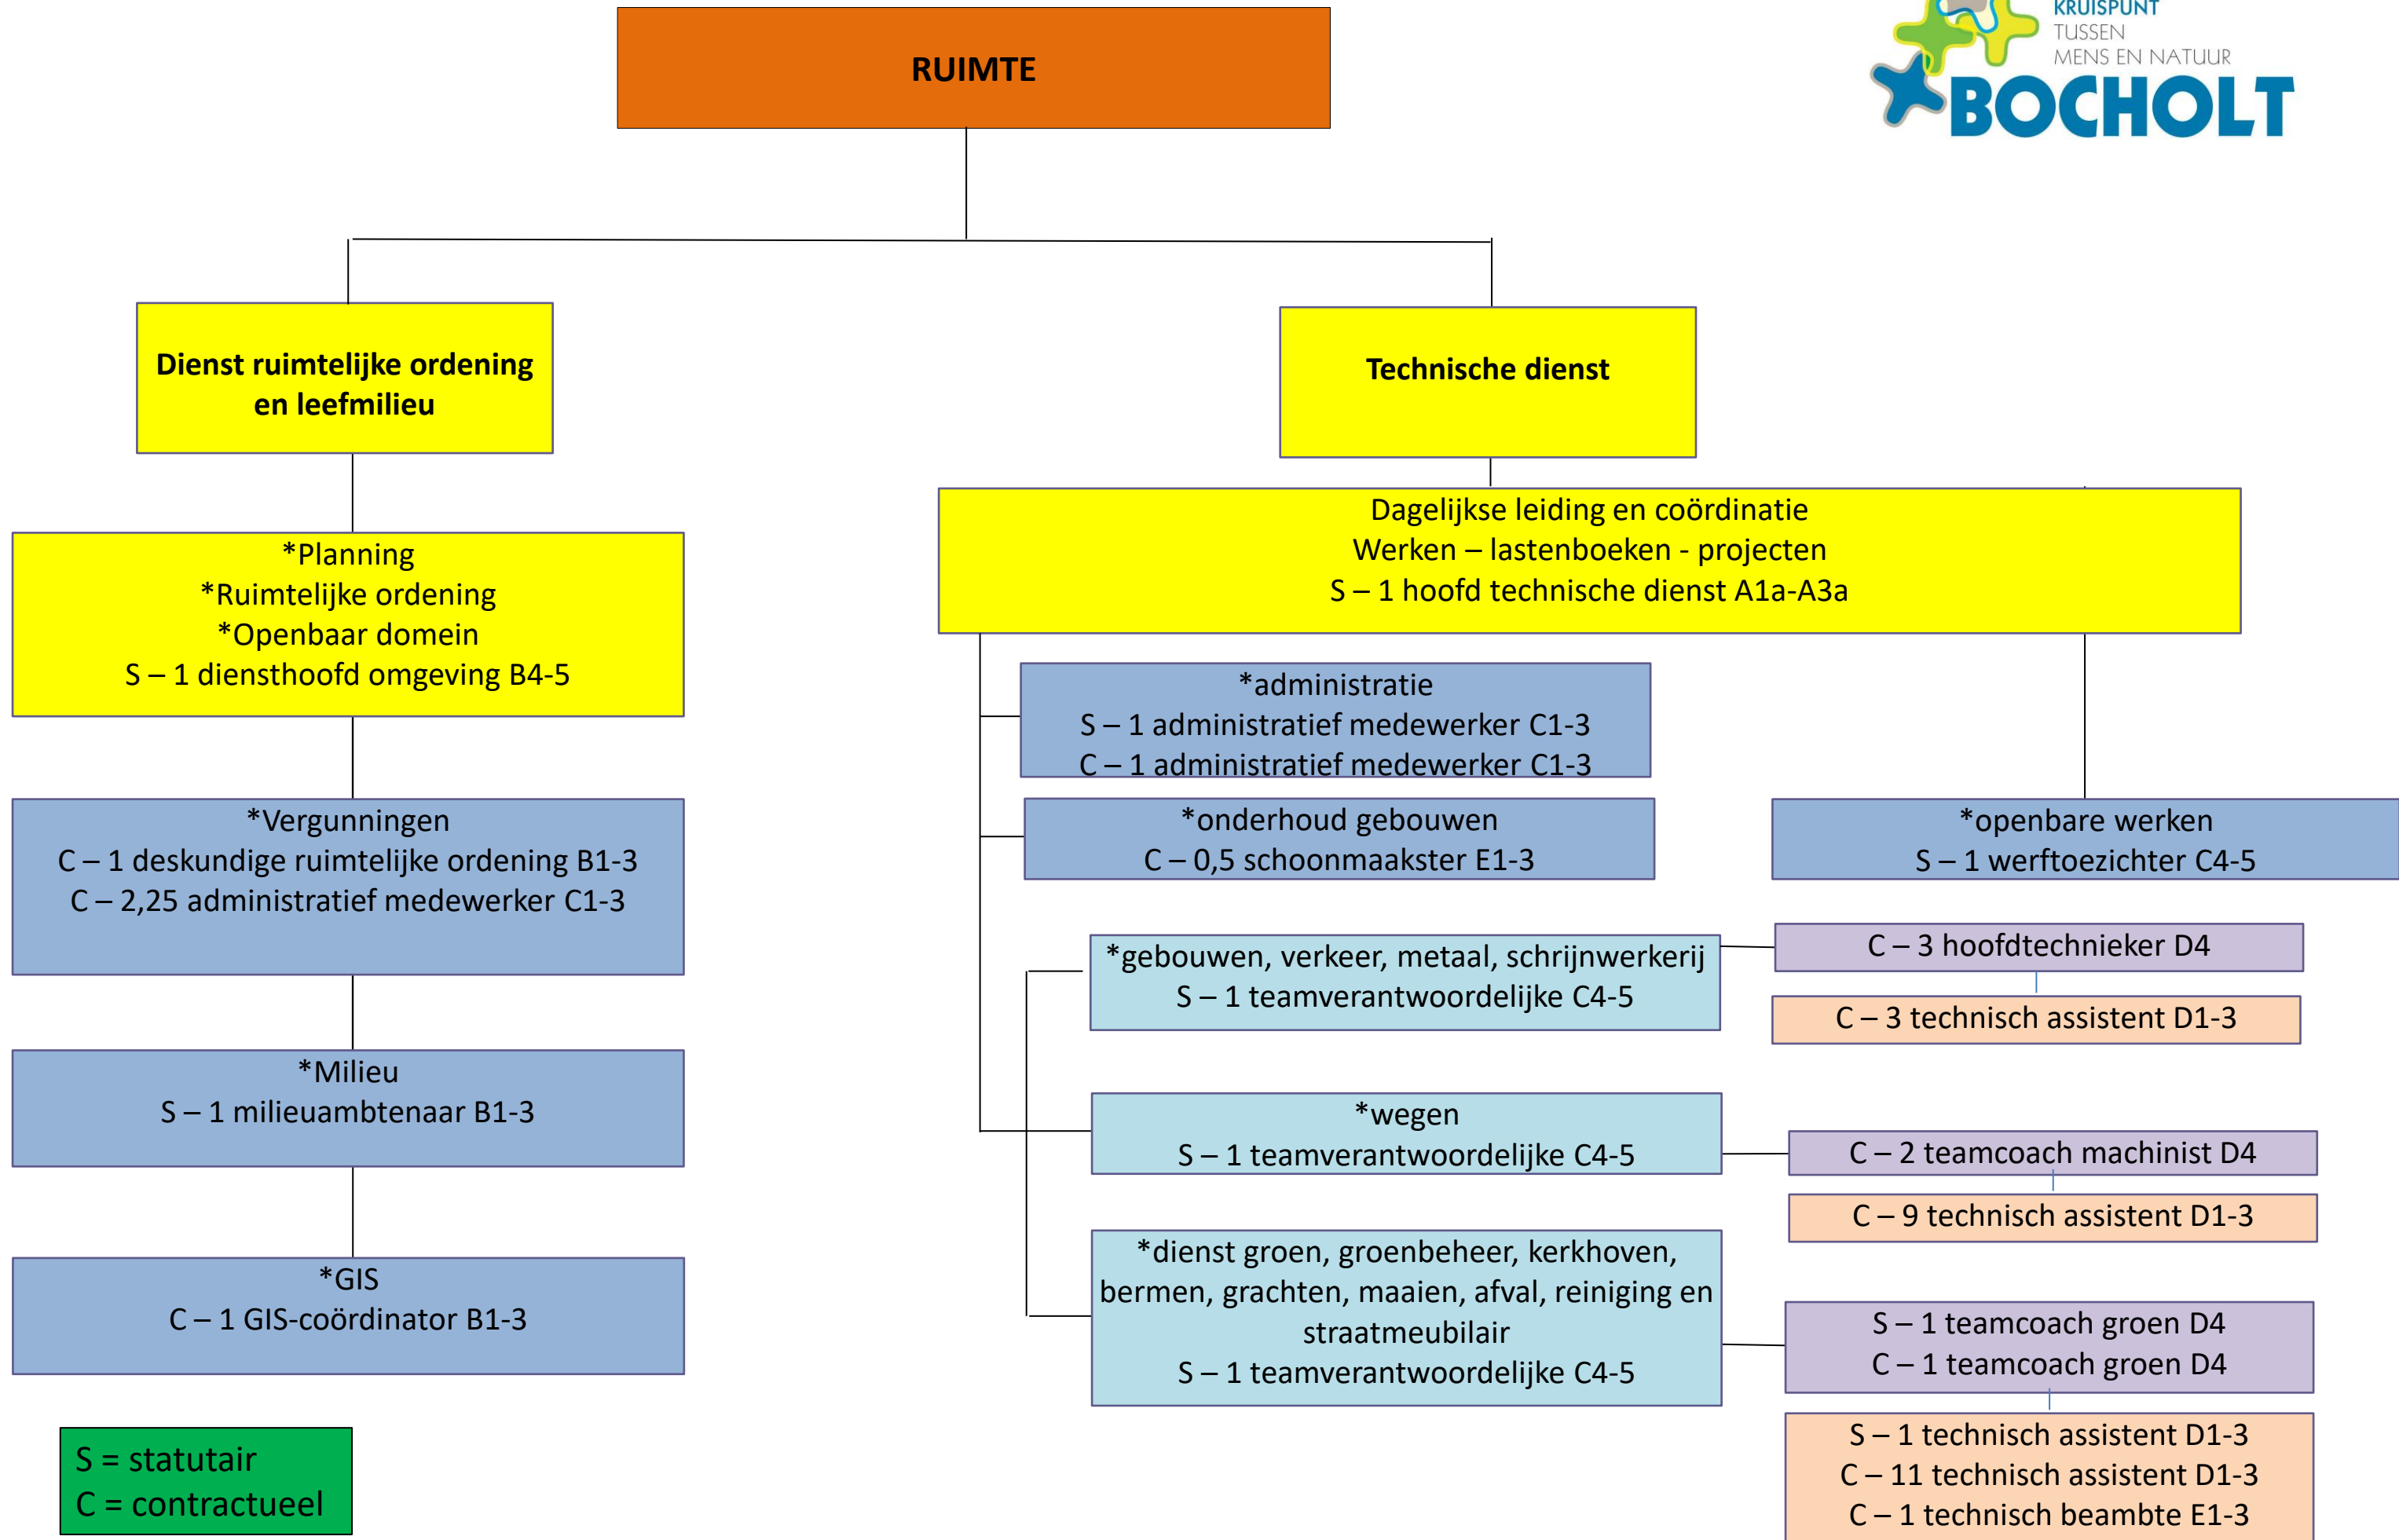 RUIMTE
KRUISPUNT
TUSSEN
MENS EN NATUUR
BOCHOLT
Dienst ruimtelijke ordening
en leefmilieu
*Planning
*Ruimtelijke ordening
*Openbaar domein
S – 1 diensthoofd omgeving B4-5
*Vergunningen
C – 1 deskundige ruimtelijke ordening B1-3
C – 2,25 administratief medewerker C1-3
*Milieu
S – 1 milieuambtenaar B1-3
*GIS
C – 1 GIS-coördinator B1-3
S = statutair
C = contractueel
Technische dienst
Dagelijkse leiding en coördinatie
Werken – lastenboeken - projecten
S – 1 hoofd technische dienst A1a-A3a
*administratie
S – 1 administratief medewerker C1-3
C – 1 administratief medewerker C1-3
*onderhoud gebouwen
C – 0,5 schoonmaakster E1-3
*openbare werken
S – 1 werftoezichter C4-5
*gebouwen, verkeer, metaal, schrijnwerkerij
S – 1 teamverantwoordelijke C4-5
C – 3 hoofdtechnieker D4
C – 3 technisch assistent D1-3
*wegen
S – 1 teamverantwoordelijke C4-5
C – 2 teamcoach machinist D4
C – 9 technisch assistent D1-3
*dienst groen, groenbeheer, kerkhoven,
bermen, grachten, maaien, afval, reiniging en
straatmeubilair
S – 1 teamverantwoordelijke C4-5
S – 1 teamcoach groen D4
C – 1 teamcoach groen D4
S – 1 technisch assistent D1-3
C – 11 technisch assistent D1-3
C – 1 technisch beambte E1-3